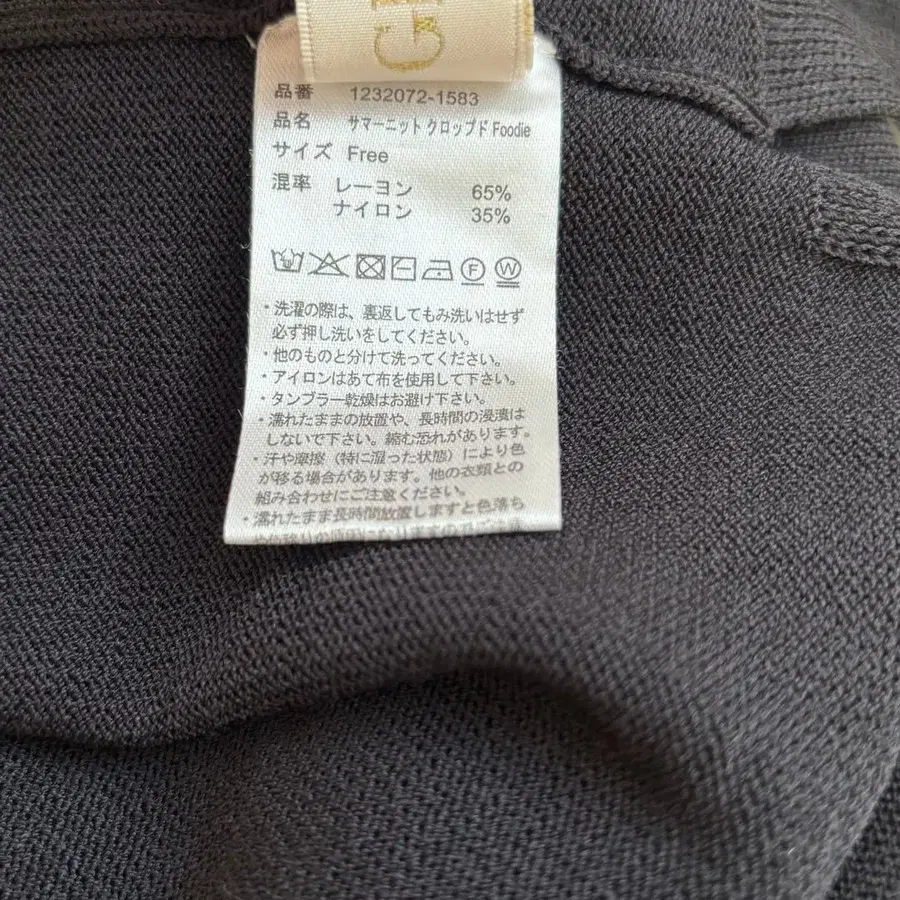 G
品番 1232072-1583
品名 サマーニット クロップド Foodie
サイズ Free
混率 レーヨン 65%
ナイロン 35%
F W
・洗濯の際は、裏返してもみ洗いはせず
必ず押し洗いをしてください。
・他のものと分けて洗ってください。
・アイロンはあて布を使用して下さい。
・タンブラー乾燥はお避け下さい。
・濡れたままの放置や、長時間の浸漬は
しないで下さい。縮む恐れがあります。
・汗や摩擦（特に湿った状態）により色
が移る場合があります。他の衣類との
組み合わせにご注意ください。
・濡れたまま長時間放置しますと色落ち